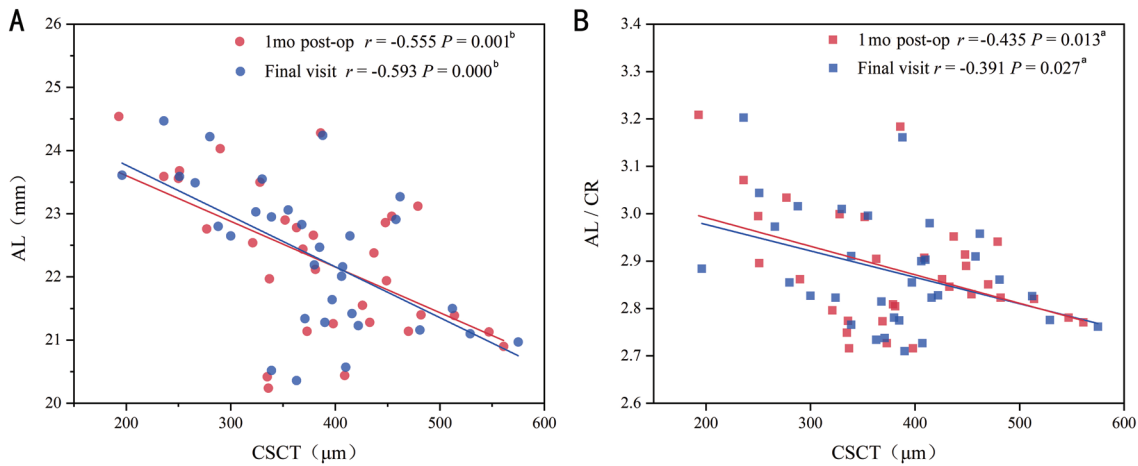 A
1mo post-op r = -0.555 P = 0.001b
Final visit r = -0.593 P = 0.000b
26
25
24
23
22
21
20
AL（mm）
200
300
400
500
600
CSCT（μm）
B
1mo post-op r = -0.435 P = 0.013a
Final visit r = -0.391 P = 0.027a
3.4
3.3
3.2
3.1
3.0
2.9
2.8
2.7
2.6
AL / CR
200
300
400
500
600
CSCT（μm）